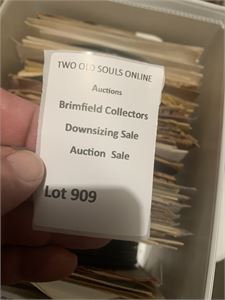 TWO OLD SOULS ONLINE
Auctions
Brimfield Collectors
Downsizing Sale
Auction Sale
Lot 909